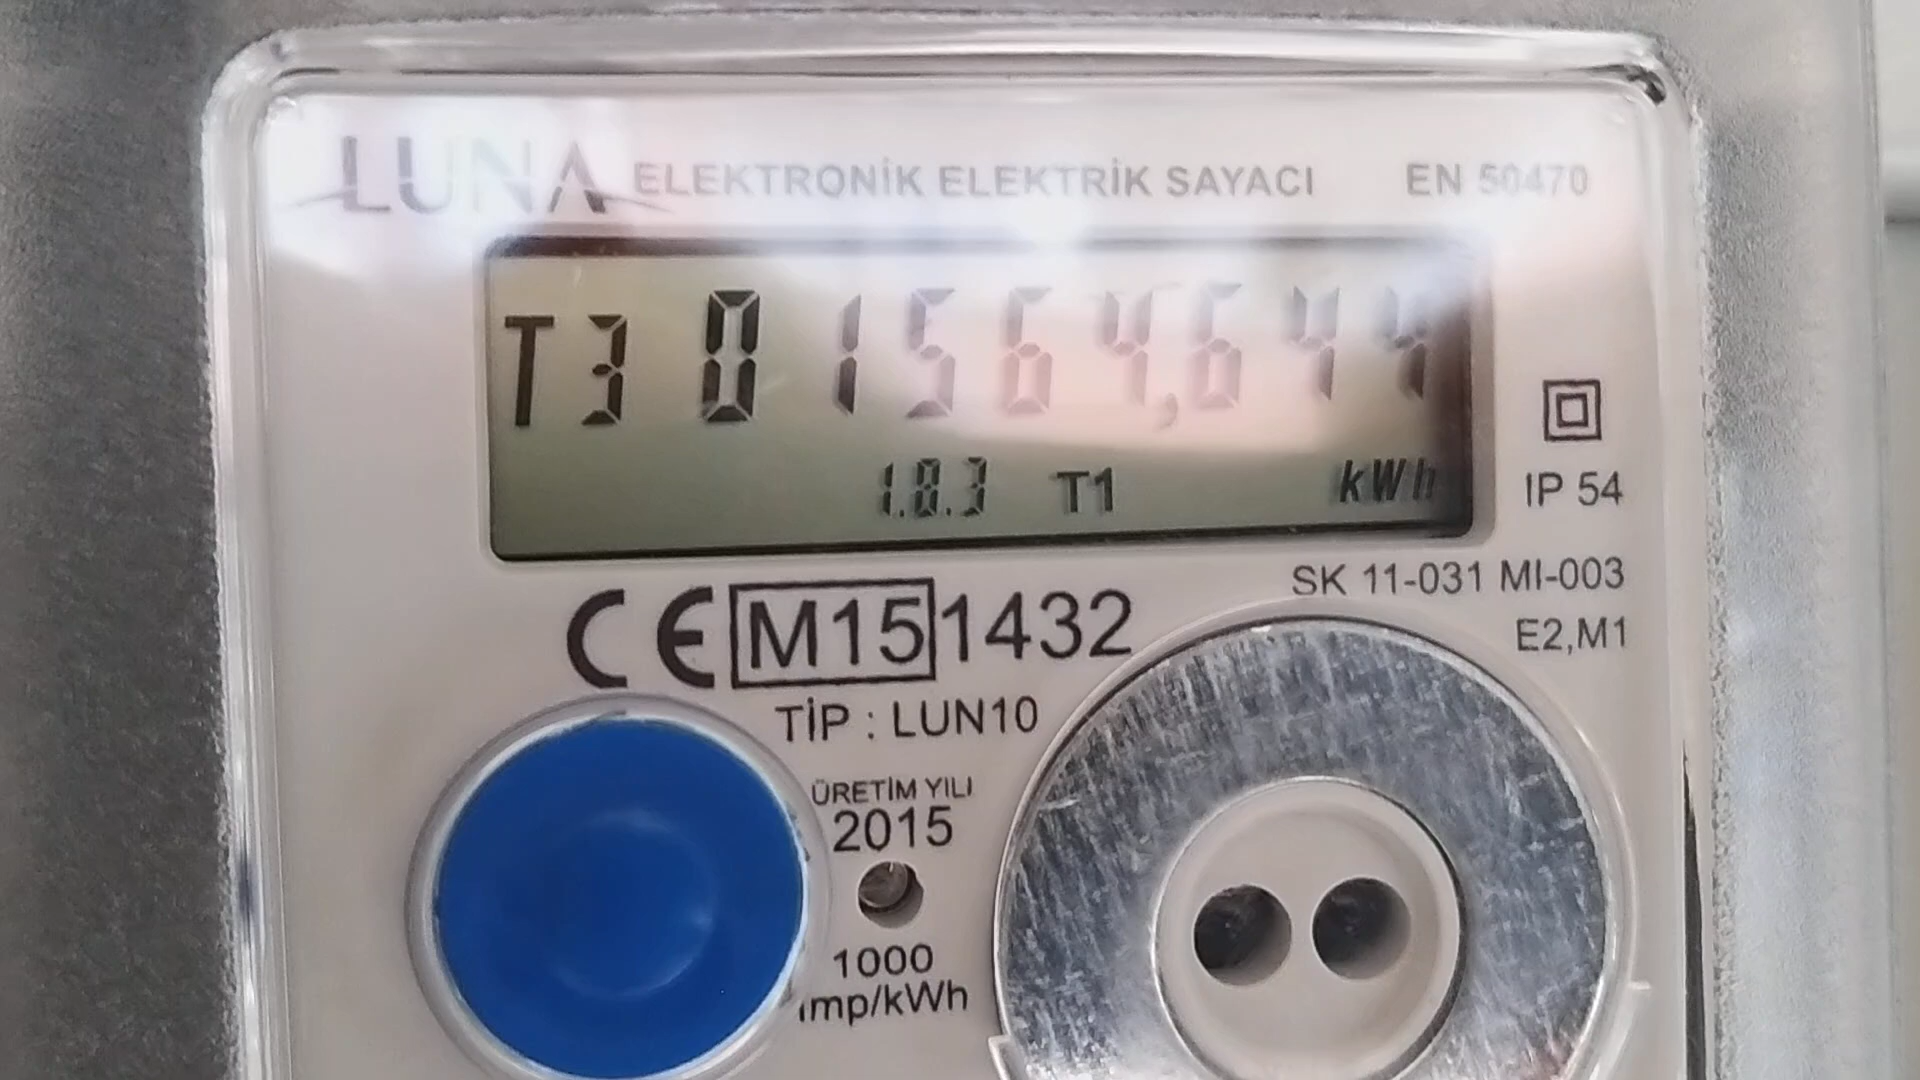 LUNA ELEKTRONİK ELEKTRİK SAYACI EN 50470
T3 01564,644
1.8.3 T1 kWh
IP 54
SK 11-031 MI-003
CE M15 1432 E2,M1
TİP : LUN10
ÜRETİM YILI
2015
1000
imp/kWh